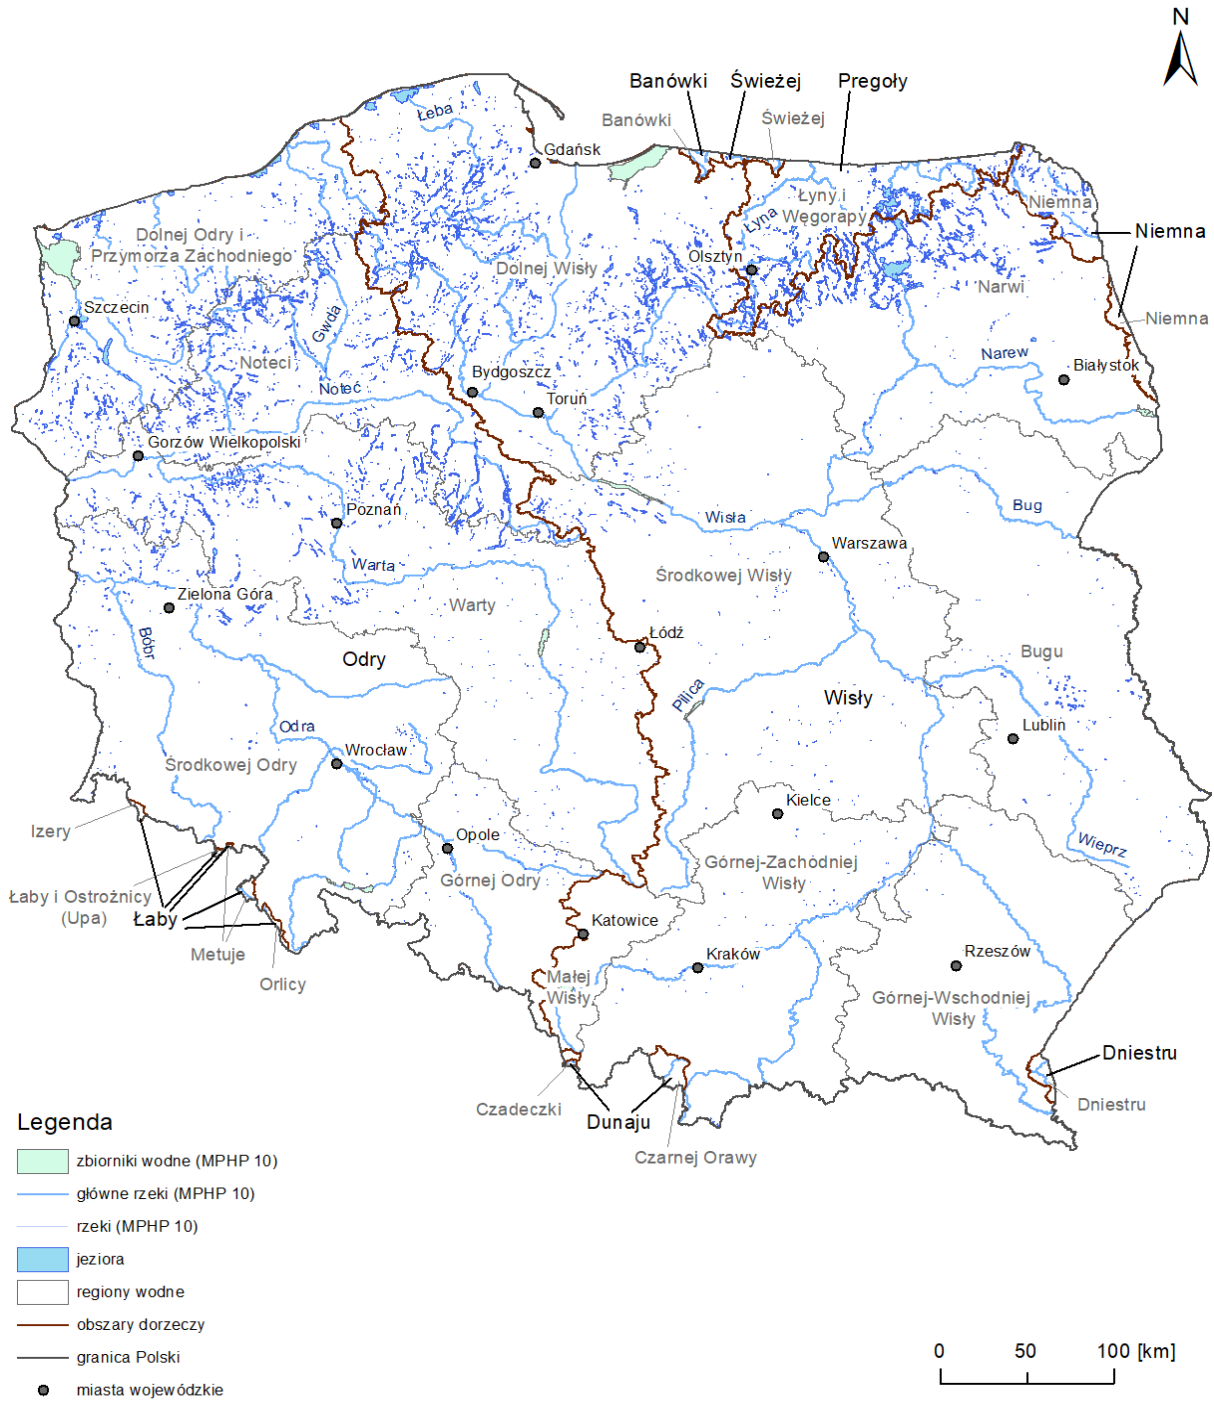 N
Banówki
Świeżej
Pregoły
Banówki
Świeżej
Łeba
Gdańsk
Łyny i
Węgorapy
Niemna
Łyna
Niemna
Dolnej Odry i
Przymorza Zachodniego
Dolnej Wisły
Olsztyn
Narwi
Szczecin
Gwda
Niemna
Noteci
Narew
Białystok
Bydgoszcz
Noteć
Toruń
Gorzów Wielkopolski
Poznań
Wisła
Bug
Warszawa
Warta
Środkowej Wisły
Zielona Góra
Warty
Bóbr
Łódź
Odry
Bugu
Pilica
Wisły
Odra
Lublin
Wrocław
Środkowej Odry
Kielce
Izery
Opole
Wieprz
Górnej-Zachodniej
Wisły
Górnej Odry
Łaby i Ostrożnicy
(Upa)
Łaby
Katowice
Metuje
Kraków
Rzeszów
Orlicy
Małej
Wisły
Górnej-Wschodniej
Wisły
Dniestru
Czadeczki
Dunaju
Dniestru
Czarnej Orawy
Legenda
zbiorniki wodne (MPHP 10)
główne rzeki (MPHP 10)
rzeki (MPHP 10)
jeziora
regiony wodne
obszary dorzeczy
granica Polski
miasta wojewódzkie
0 50 100 [km]